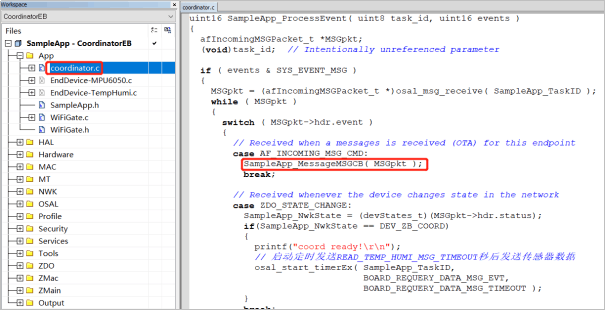 Workspace
CoordinatorEB
Files
SampleApp - CoordinatorEB
App
coordinator.c
EndDevice-MPU6050.c
EndDevice-TempHumi.c
SampleApp.h
WiFiGate.c
WiFiGate.h
HAL
Hardware
MAC
MT
NWK
OSAL
Profile
Security
Services
Tools
ZDO
ZMac
ZMain
Output
coordinator.c
uint16 SampleApp_ProcessEvent( uint8 task_id, uint16 events )
{
afIncomingMSGPacket_t *MSGpkt;
(void)task_id; // Intentionally unreferenced parameter
if ( events & SYS_EVENT_MSG )
{
MSGpkt = (afIncomingMSGPacket_t *)osal_msg_receive( SampleApp_TaskID );
while ( MSGpkt )
{
switch ( MSGpkt->hdr.event )
{
// Received when a messages is received (OTA) for this endpoint
case AF_INCOMING_MSG_CMD:
SampleApp_MessageMSGCB( MSGpkt );
break;
// Received whenever the device changes state in the network
case ZDO_STATE_CHANGE:
SampleApp_NwkState = (devStates_t)(MSGpkt->hdr.status);
if(SampleApp_NwkState == DEV_ZB_COORD)
{
printf("coord ready!\r\n");
// 启动定时发送READ_TEMP_HUMI_MSG_TIMEOUT秒后发送传感器数据
osal_start_timerEx( SampleApp_TaskID,
BOARD_REQUERY_DATA_MSG_EVT,
BOARD_REQUERY_DATA_MSG_TIMEOUT );
}
break;